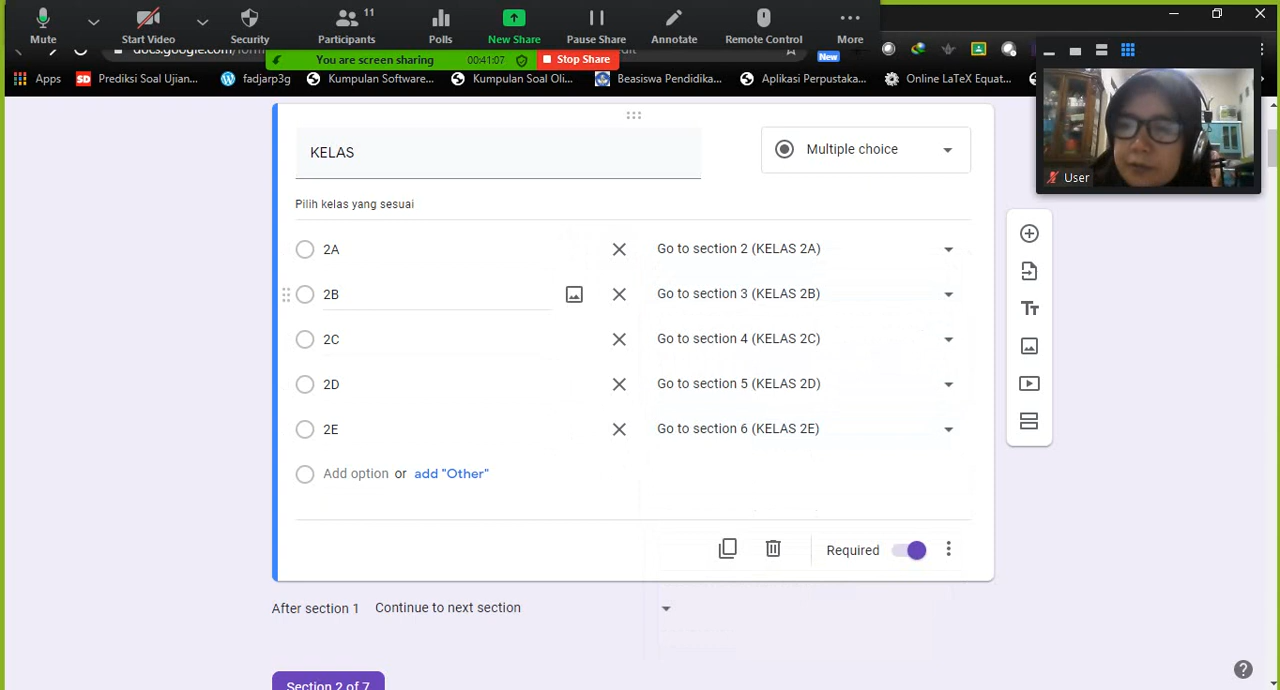 Mute
Start Video
Security
Participants
11
Polls
New Share
Pause Share
Annotate
Remote Control
More
You are screen sharing
00:41:07
Stop Share
New
Apps
Prediksi Soal Ujian...
fadjarp3g
Kumpulan Software...
Kumpulan Soal Oli...
Beasiswa Pendidika...
Aplikasi Perpustaka...
Online LaTeX Equat...
User
KELAS
Multiple choice
Pilih kelas yang sesuai
2A
Go to section 2 (KELAS 2A)
2B
Go to section 3 (KELAS 2B)
2C
Go to section 4 (KELAS 2C)
2D
Go to section 5 (KELAS 2D)
2E
Go to section 6 (KELAS 2E)
Add option or add "Other"
Required
After section 1 Continue to next section
Section 2 of 7